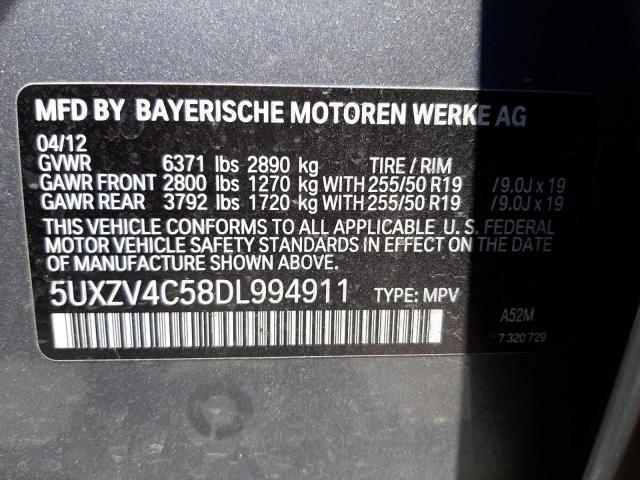 MFD BY BAYERISCHE MOTOREN WERKE AG
04/12
GVWR 6371 lbs 2890 kg TIRE / RIM
GAWR FRONT 2800 lbs 1270 kg WITH 255/50 R19 /9.0J x 19
GAWR REAR 3792 lbs 1720 kg WITH 255/50 R19 /9.0J x 19
THIS VEHICLE CONFORMS TO ALL APPLICABLE U. S. FEDERAL
MOTOR VEHICLE SAFETY STANDARDS IN EFFECT ON THE DATE
OF MANUFACTURE SHOWN ABOVE.
5UXZV4C58DL994911 TYPE: MPV
A52M
7 320 729